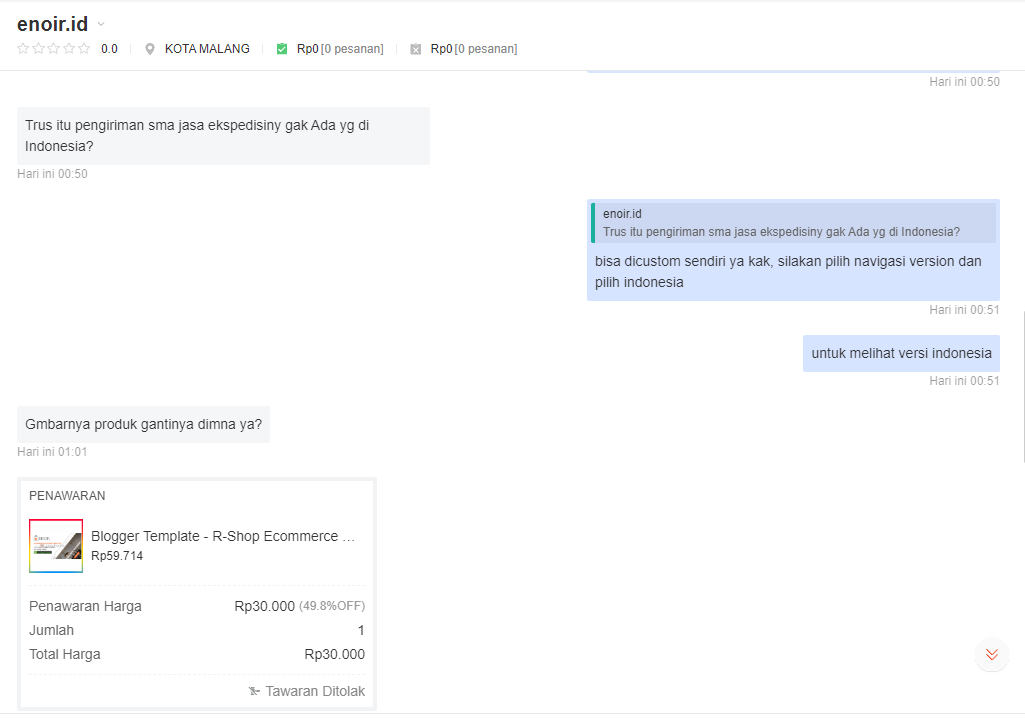 enoir.id
0.0 KOTA MALANG Rp0[0 pesanan] Rp0[0 pesanan]
Hari ini 00:50
Trus itu pengiriman sma jasa ekspedisiny gak Ada yg di
Indonesia?
Hari ini 00:50
enoir.id
Trus itu pengiriman sma jasa ekspedisiny gak Ada yg di Indonesia?
bisa dicustom sendiri ya kak, silakan pilih navigasi version dan
pilih indonesia
Hari ini 00:51
untuk melihat versi indonesia
Hari ini 00:51
Gmbarnya produk gantinya dimna ya?
Hari ini 01:01
PENAWARAN
Blogger Template - R-Shop Ecommerce ...
Rp59.714
Penawaran Harga Rp30.000 (49.8%OFF)
Jumlah 1
Total Harga Rp30.000
Tawaran Ditolak